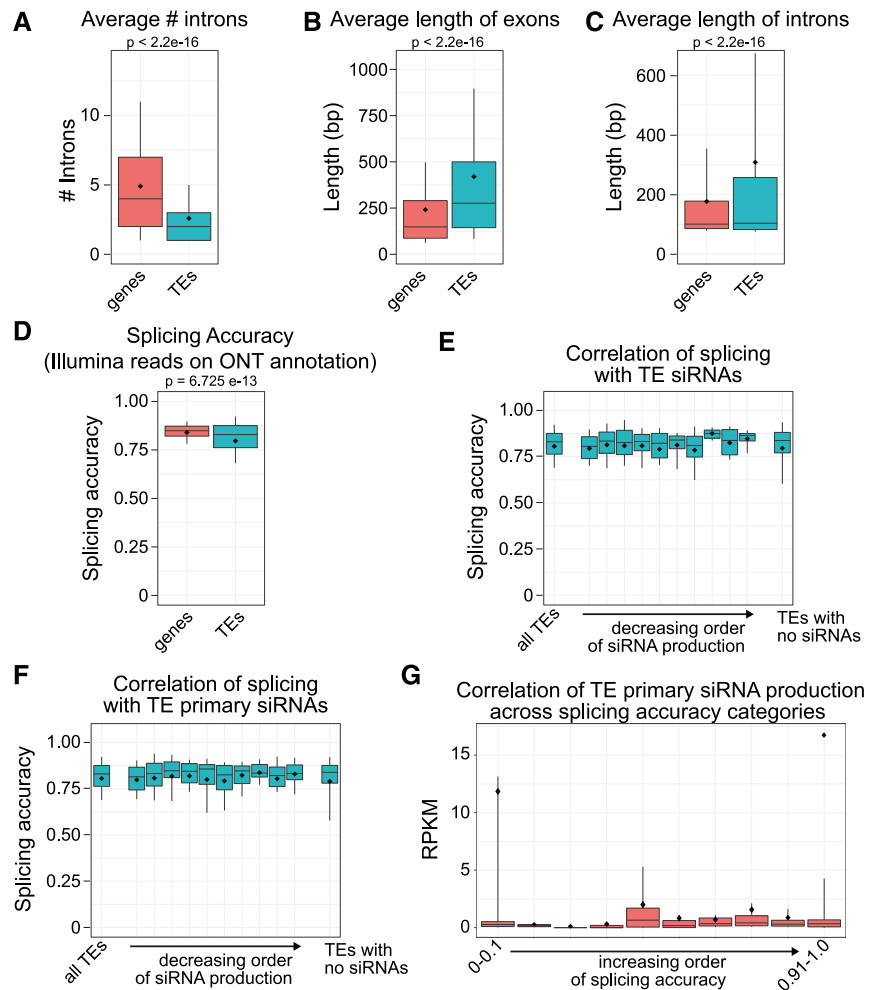 A
Average # introns
p < 2.2e-16
# Introns
10
5
0
genes
TEs
B
Average length of exons
p < 2.2e-16
Length (bp)
1000
750
500
250
0
genes
TEs
C
Average length of introns
p < 2.2e-16
Length (bp)
600
400
200
0
genes
TEs
D
Splicing Accuracy
(Illumina reads on ONT annotation)
p = 6.725 e-13
Splicing accuracy
1.00
0.75
0.50
0.25
0
genes
TEs
E
Correlation of splicing
with TE siRNAs
Splicing accuracy
1.00
0.75
0.50
0.25
0
all TEs
decreasing order
of siRNA production
TEs with
no siRNAs
F
Correlation of splicing
with TE primary siRNAs
Splicing accuracy
1.00
0.75
0.50
0.25
0
all TEs
decreasing order
of siRNA production
TEs with
no siRNAs
G
Correlation of TE primary siRNA production
across splicing accuracy categories
RPKM
15
10
5
0
0-0.1
increasing order
of splicing accuracy
0.91-1.0